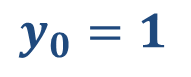 y₀ = 1